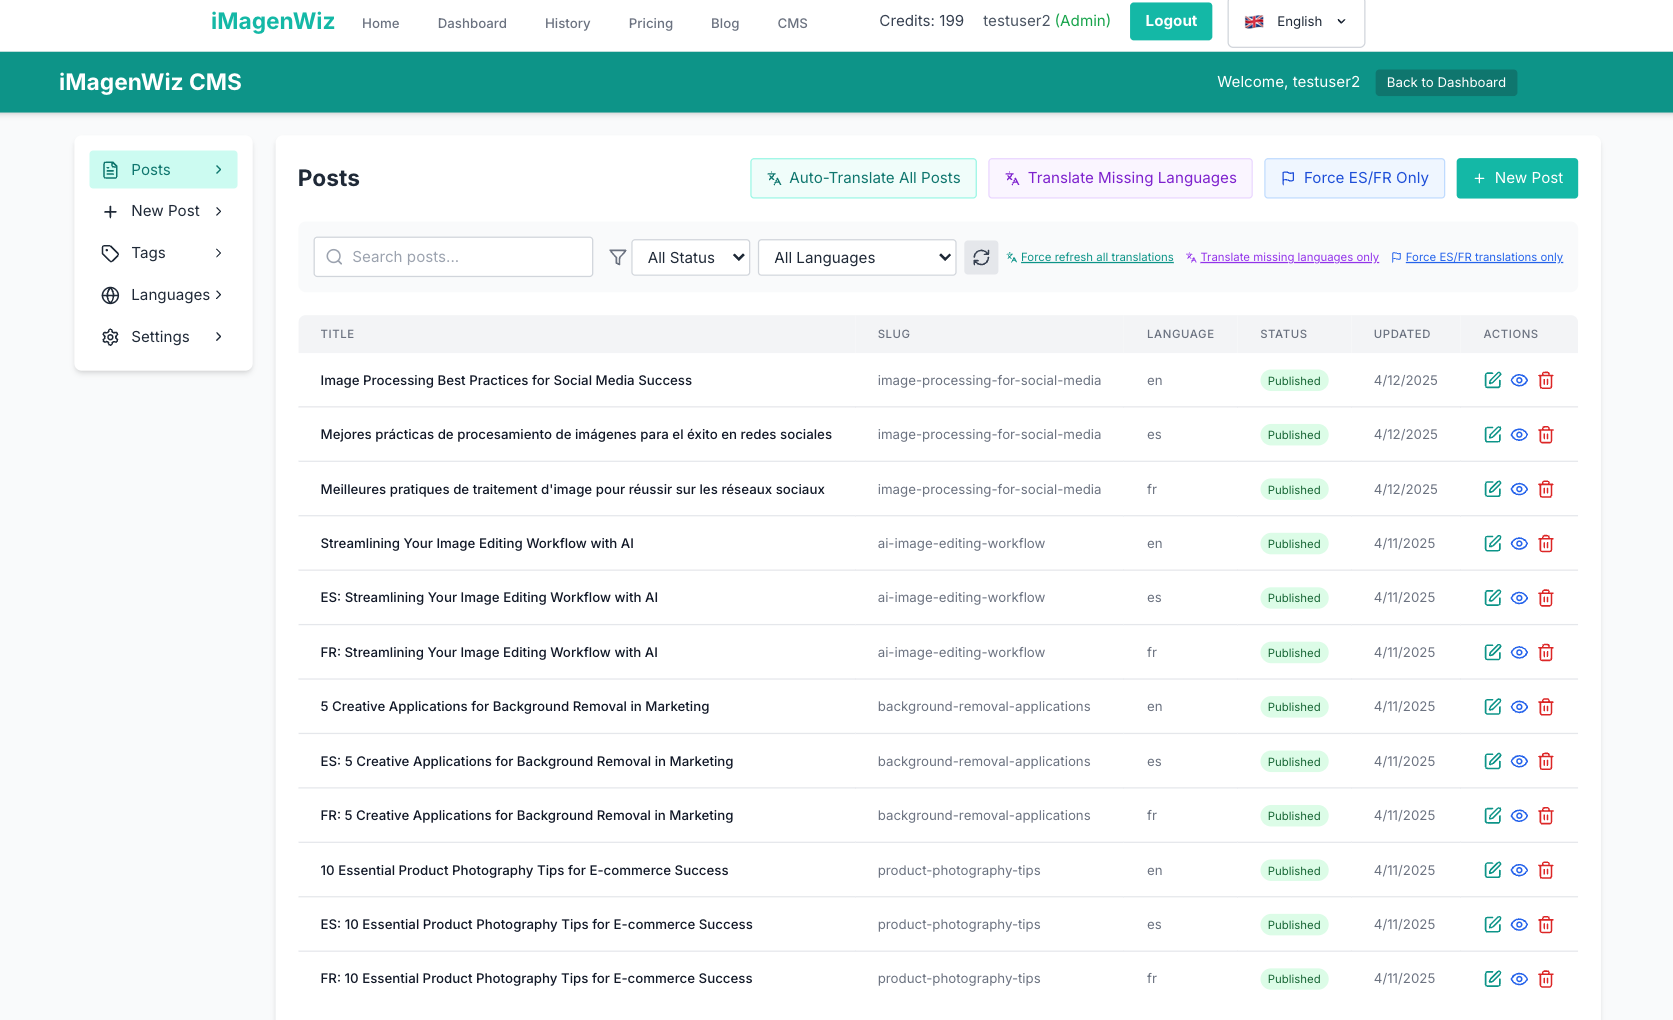 iMagenWiz Home Dashboard History Pricing Blog CMS Credits: 199 testuser2 (Admin) Logout English
iMagenWiz CMS Welcome, testuser2 Back to Dashboard
Posts
New Post
Tags
Languages
Settings
Posts Auto-Translate All Posts Translate Missing Languages Force ES/FR Only New Post
Search posts... All Status All Languages Force refresh all translations Translate missing languages only Force ES/FR translations only
TITLE SLUG LANGUAGE STATUS UPDATED ACTIONS
Image Processing Best Practices for Social Media Success image-processing-for-social-media en Published 4/12/2025
Mejores prácticas de procesamiento de imágenes para el éxito en redes sociales image-processing-for-social-media es Published 4/12/2025
Meilleures pratiques de traitement d'image pour réussir sur les réseaux sociaux image-processing-for-social-media fr Published 4/12/2025
Streamlining Your Image Editing Workflow with AI ai-image-editing-workflow en Published 4/11/2025
ES: Streamlining Your Image Editing Workflow with AI ai-image-editing-workflow es Published 4/11/2025
FR: Streamlining Your Image Editing Workflow with AI ai-image-editing-workflow fr Published 4/11/2025
5 Creative Applications for Background Removal in Marketing background-removal-applications en Published 4/11/2025
ES: 5 Creative Applications for Background Removal in Marketing background-removal-applications es Published 4/11/2025
FR: 5 Creative Applications for Background Removal in Marketing background-removal-applications fr Published 4/11/2025
10 Essential Product Photography Tips for E-commerce Success product-photography-tips en Published 4/11/2025
ES: 10 Essential Product Photography Tips for E-commerce Success product-photography-tips es Published 4/11/2025
FR: 10 Essential Product Photography Tips for E-commerce Success product-photography-tips fr Published 4/11/2025